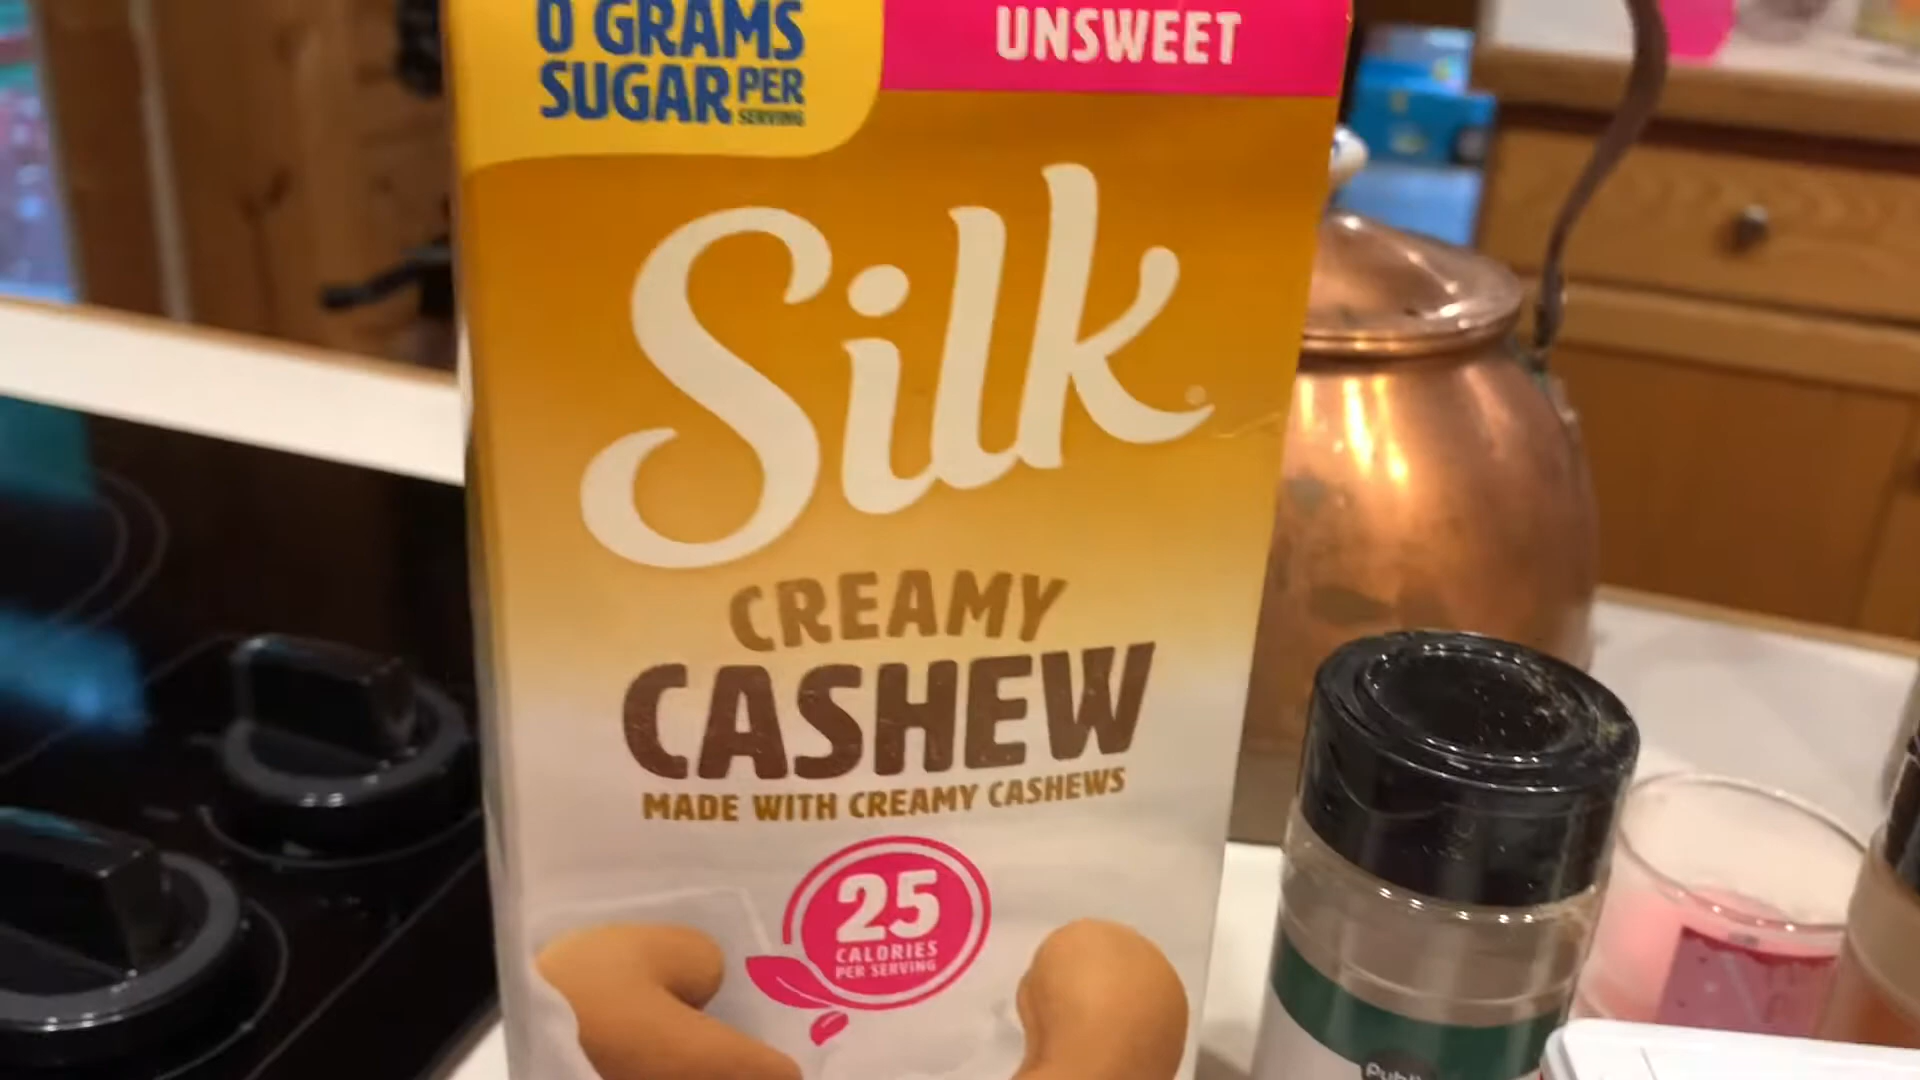 0 GRAMS
SUGAR PER
SERVING
UNSWEET
Silk
CREAMY
CASHEW
MADE WITH CREAMY CASHEWS
25
CALORIES
PER SERVING